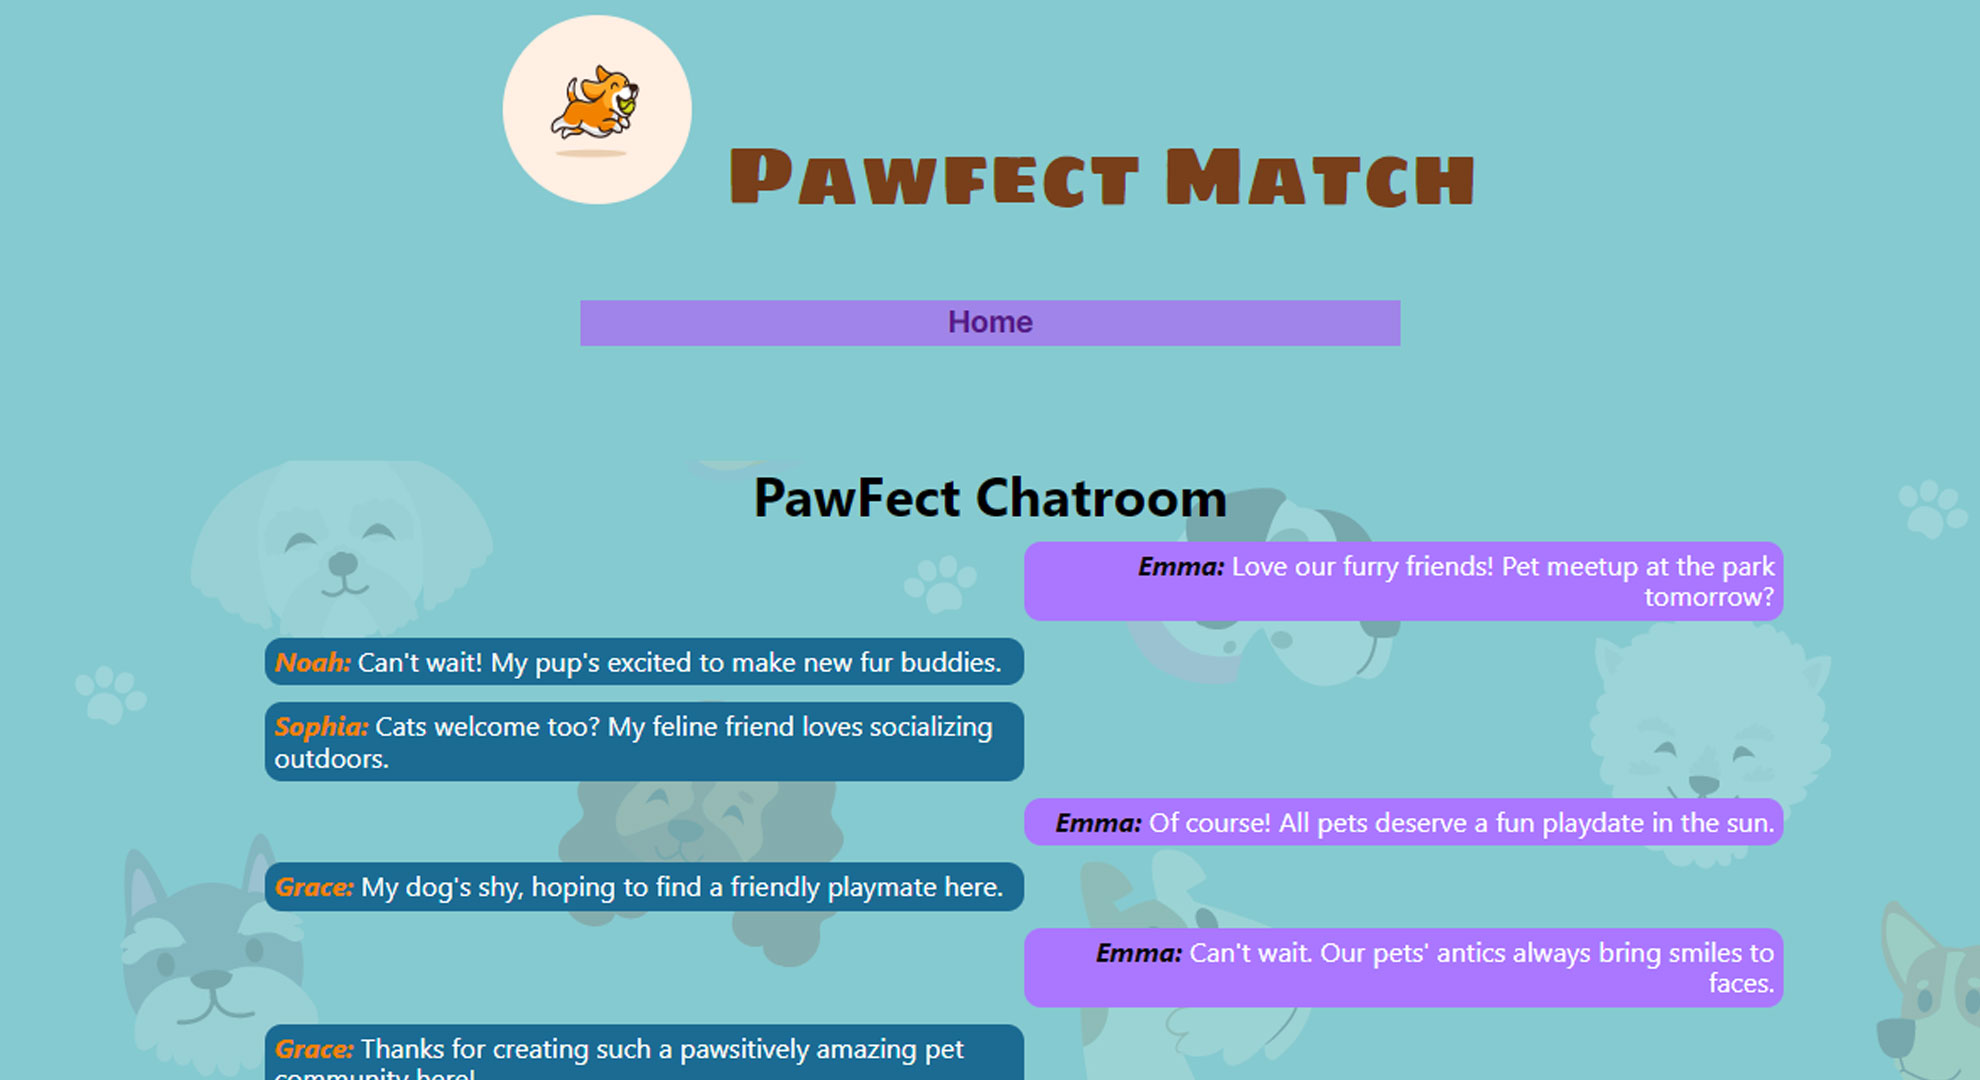 Pawfect Match
Home
PawFect Chatroom
Emma: Love our furry friends! Pet meetup at the park
tomorrow?
Noah: Can't wait! My pup's excited to make new fur buddies.
Sophia: Cats welcome too? My feline friend loves socializing
outdoors.
Emma: Of course! All pets deserve a fun playdate in the sun.
Grace: My dog's shy, hoping to find a friendly playmate here.
Emma: Can't wait. Our pets' antics always bring smiles to
faces.
Grace: Thanks for creating such a pawsitively amazing pet
community here!